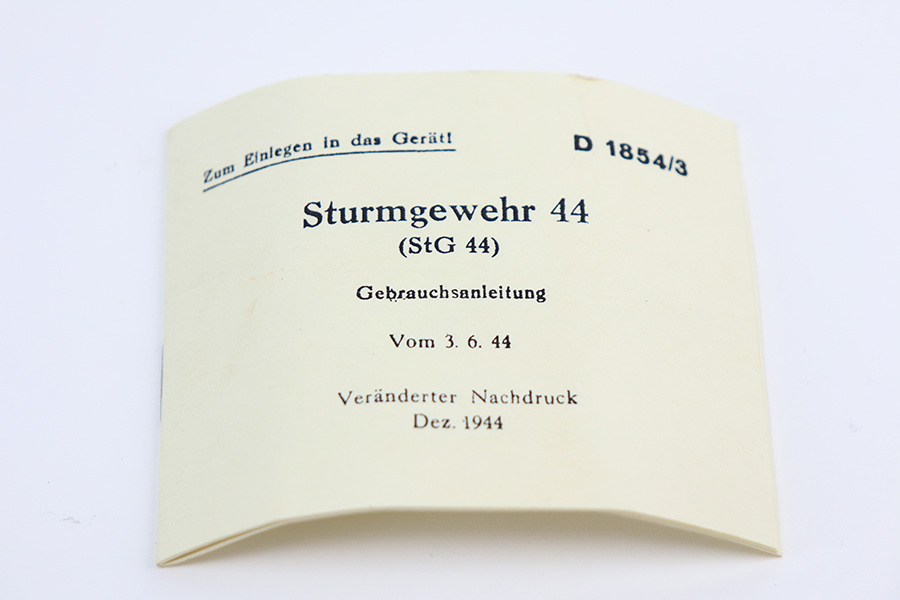 Zum Einlegen in das Gerät!
D 1854/3
Sturmgewehr 44
(StG 44)
Gebrauchsanleitung
Vom 3. 6. 44
Veränderter Nachdruck
Dez. 1944